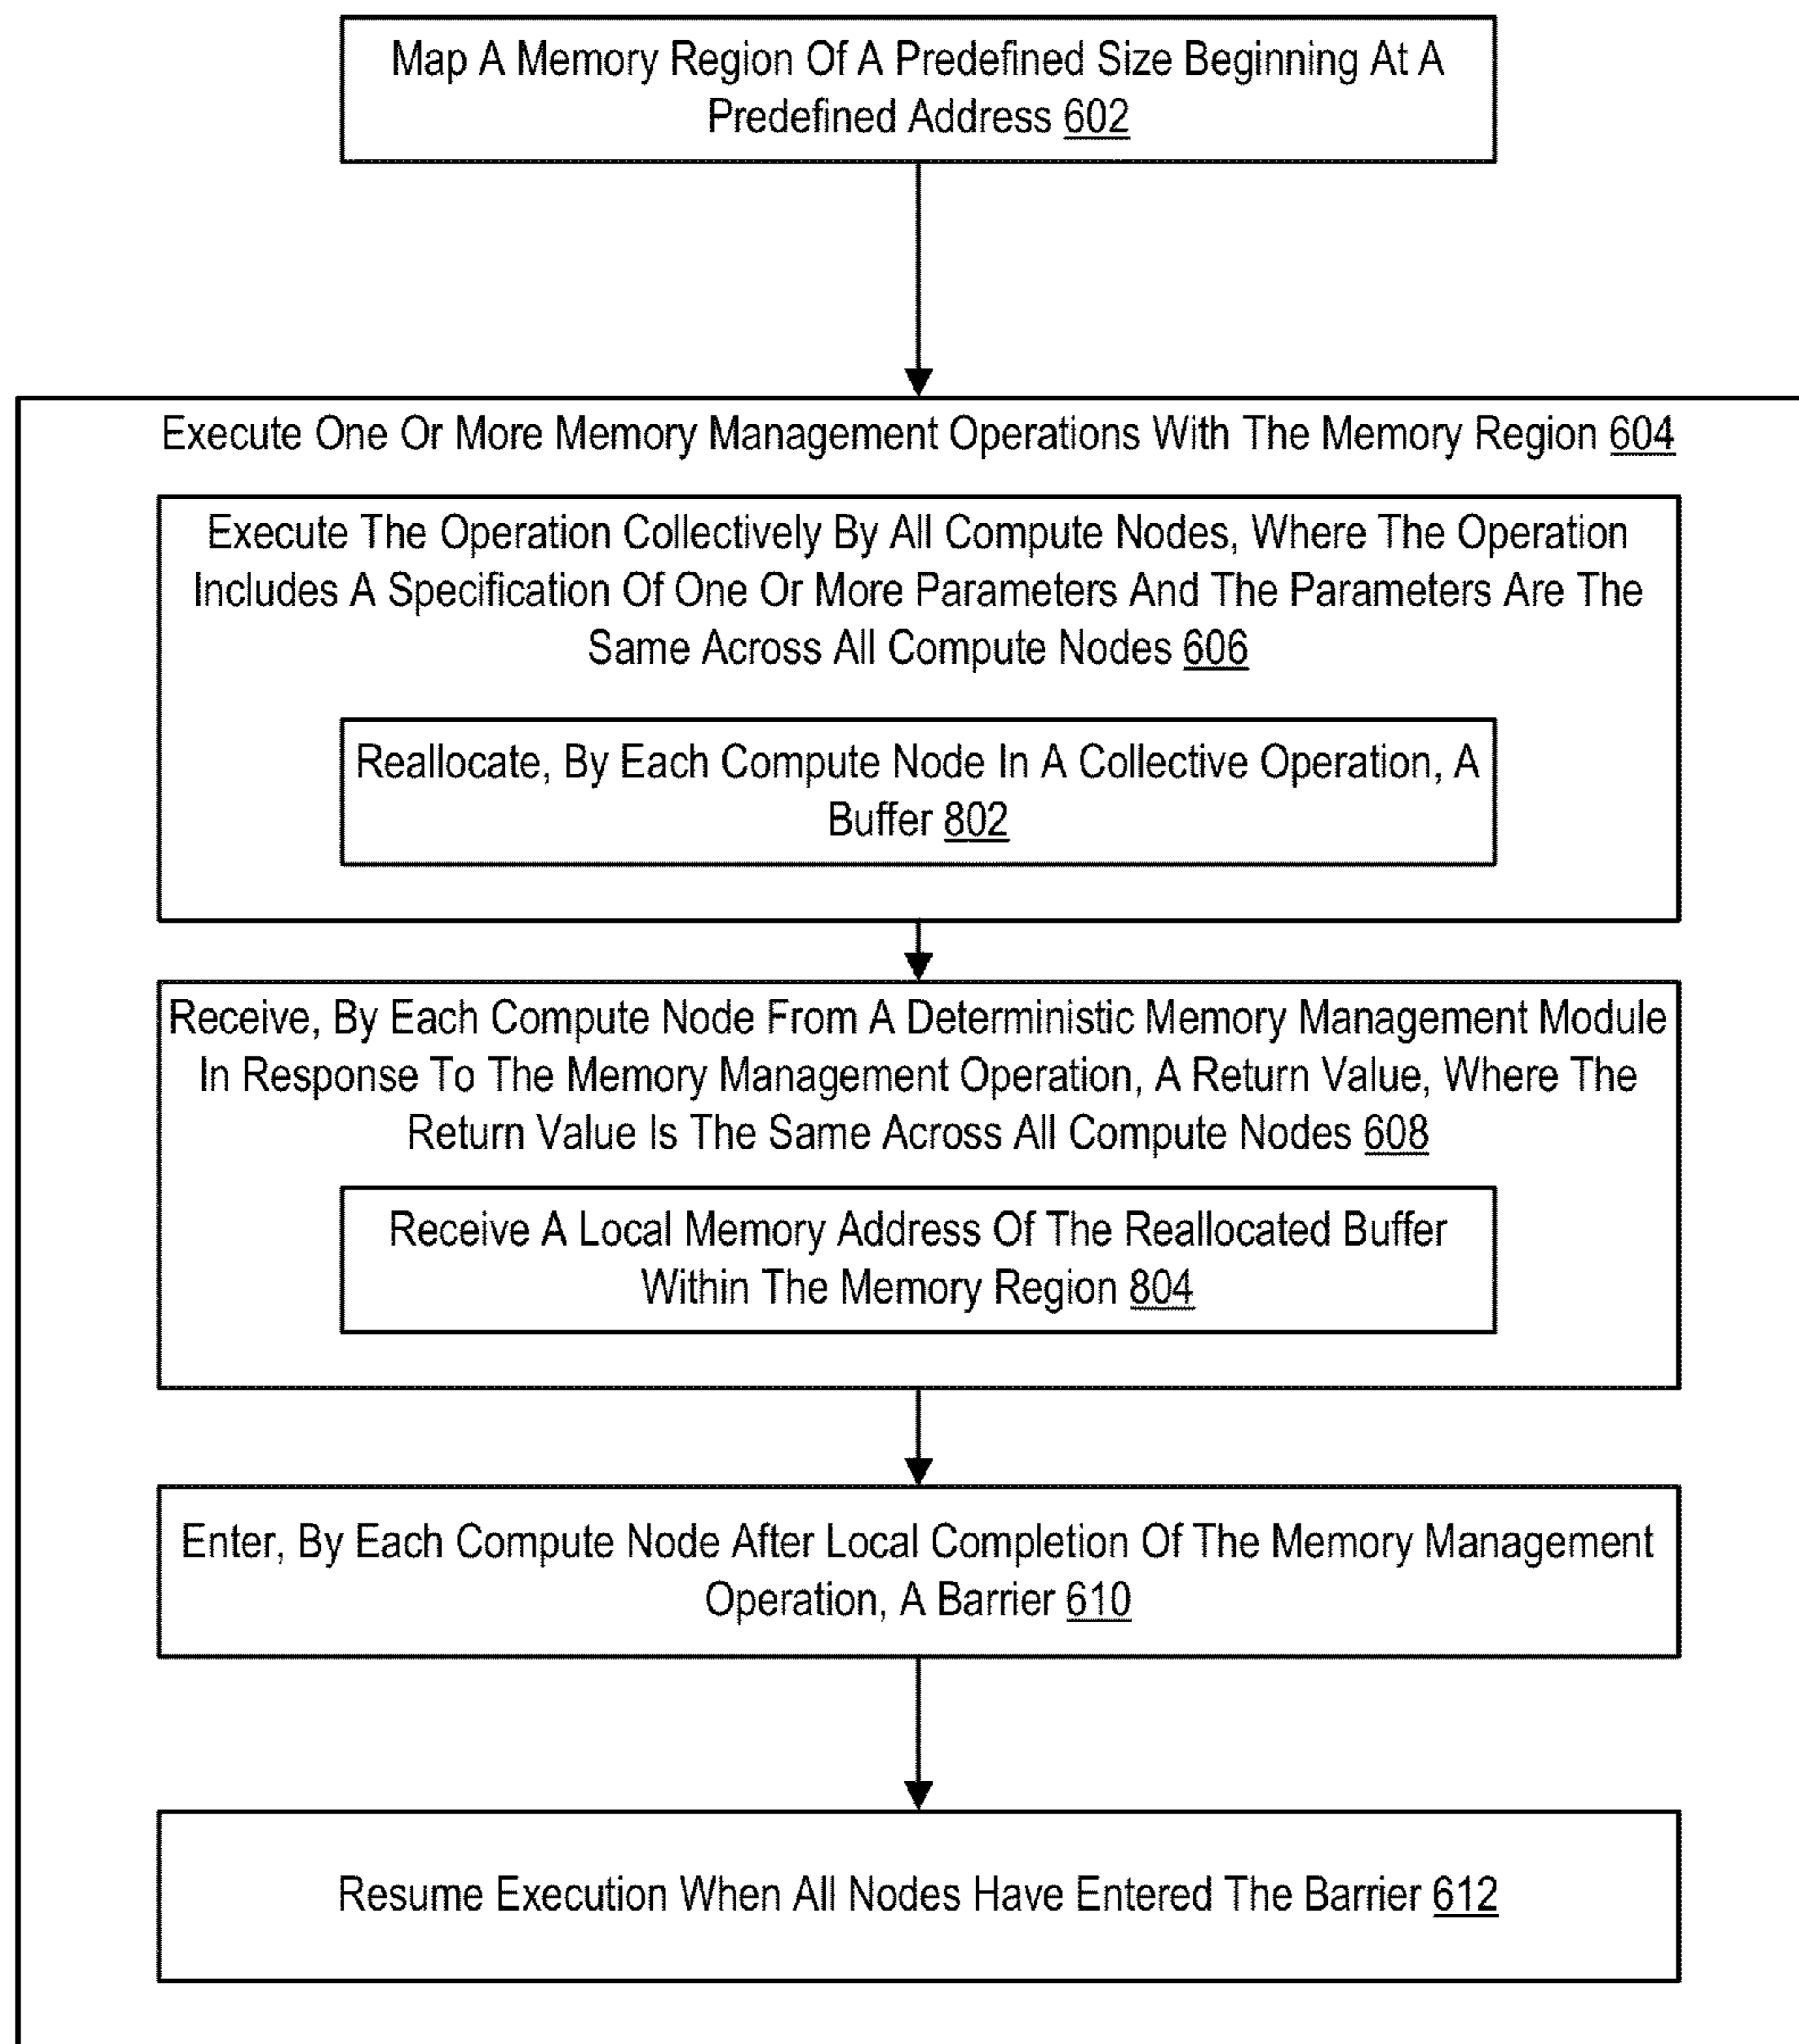 Map A Memory Region Of A Predefined Size Beginning At A
Predefined Address 602
Execute One Or More Memory Management Operations With The Memory Region 604
Execute The Operation Collectively By All Compute Nodes, Where The Operation
Includes A Specification Of One Or More Parameters And The Parameters Are The
Same Across All Compute Nodes 606
Reallocate, By Each Compute Node In A Collective Operation, A
Buffer 802
Receive, By Each Compute Node From A Deterministic Memory Management Module
In Response To The Memory Management Operation, A Return Value, Where The
Return Value Is The Same Across All Compute Nodes 608
Receive A Local Memory Address Of The Reallocated Buffer
Within The Memory Region 804
Enter, By Each Compute Node After Local Completion Of The Memory Management
Operation, A Barrier 610
Resume Execution When All Nodes Have Entered The Barrier 612